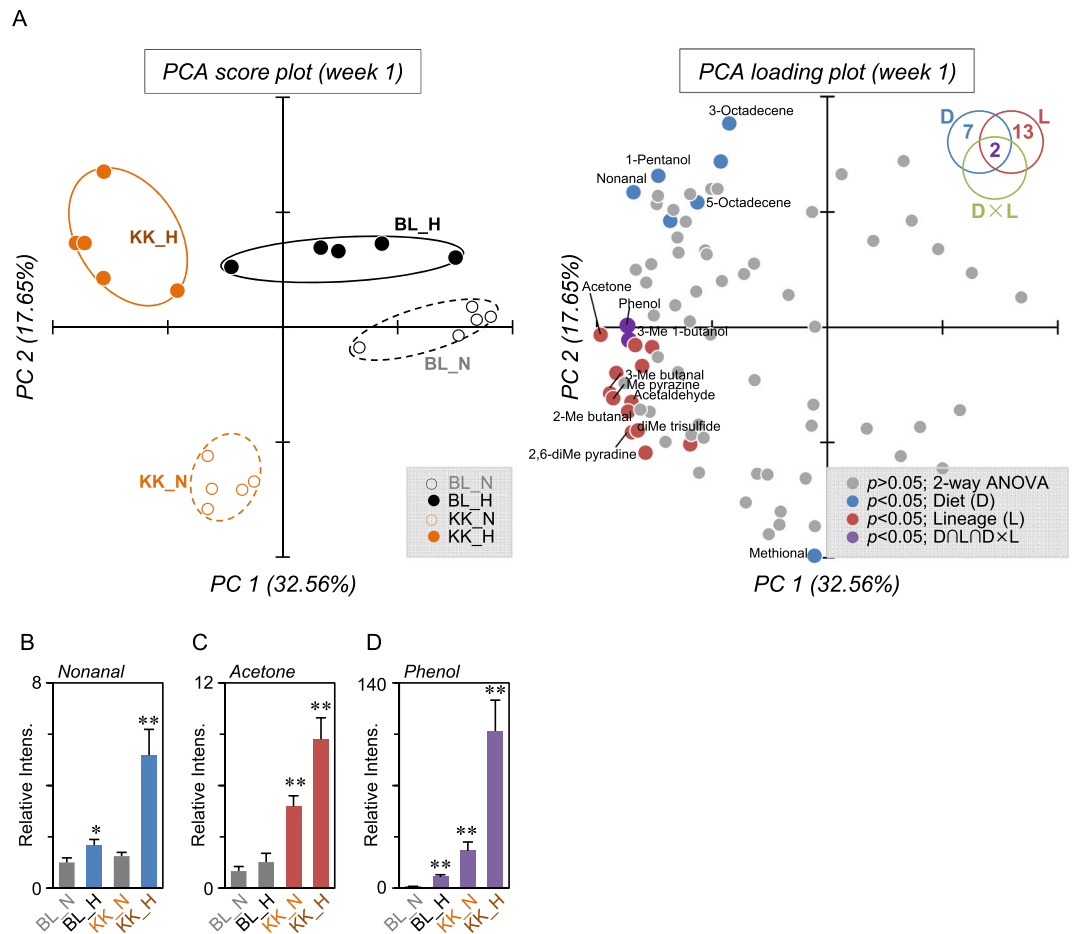 A
PCA score plot (week 1)
PCA loading plot (week 1)
KK_H
BL_H
BL_N
KK_N
PC 2 (17.65%)
PC 1 (32.56%)
BL_N
BL_H
KK_N
KK_H
3-Octadecene
1-Pentanol
Nonanal
5-Octadecene
Acetone
Phenol
3-Me 1-butanol
3-Me butanal
Me pyrazine
Acetaldehyde
2-Me butanal
diMe trisulfide
2,6-diMe pyradine
Methional
D
L
7
13
2
D×L
PC 2 (17.65%)
PC 1 (32.56%)
p>0.05; 2-way ANOVA
p<0.05; Diet (D)
p<0.05; Lineage (L)
p<0.05; D∩L∩D×L
B
Nonanal
8
0
Relative Intens.
*
**
BL_N
BL_H
KK_N
KK_H
C
Acetone
12
0
Relative Intens.
**
**
BL_N
BL_H
KK_N
KK_H
D
Phenol
140
0
Relative Intens.
**
**
**
BL_N
BL_H
KK_N
KK_H